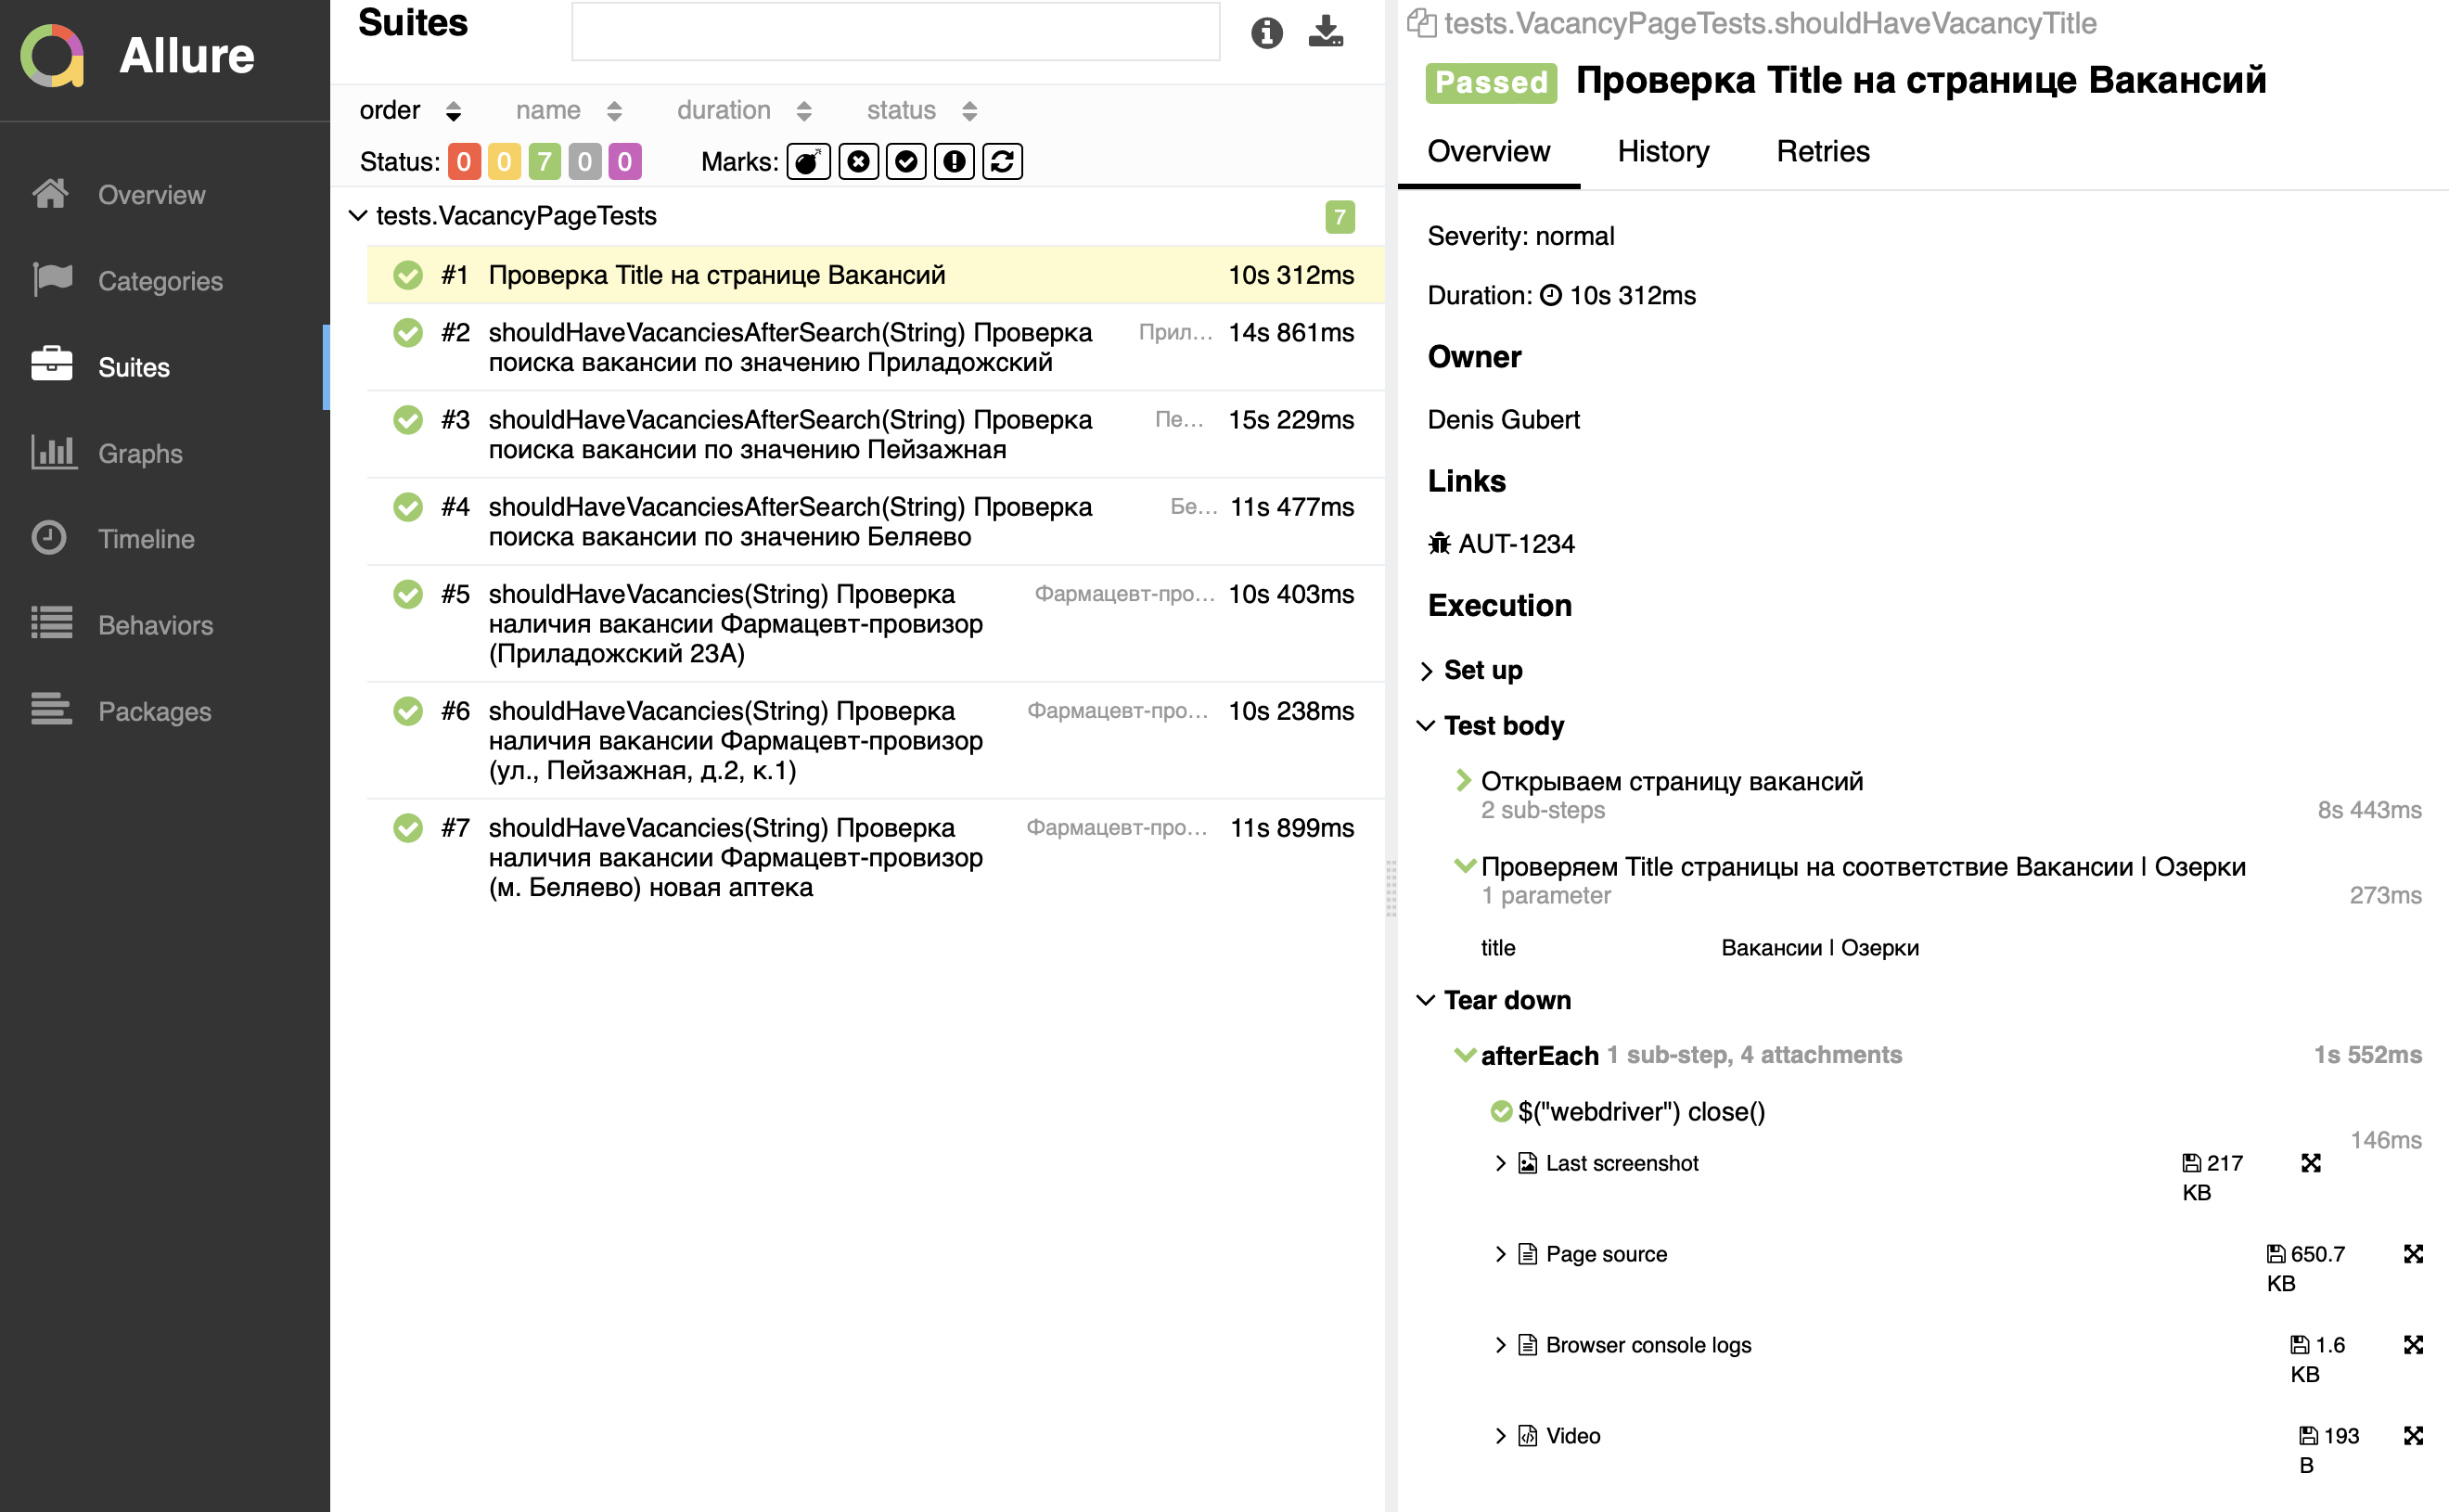 Allure
Overview
Categories
Suites
Graphs
Timeline
Behaviors
Packages
Suites
order name duration status
Status: 0 0 7 0 0 Marks:
tests.VacancyPageTests 7
#1 Проверка Title на странице Вакансий 10s 312ms
#2 shouldHaveVacanciesAfterSearch(String) Проверка Прил... 14s 861ms
поиска вакансии по значению Приладожский
#3 shouldHaveVacanciesAfterSearch(String) Проверка Пе... 15s 229ms
поиска вакансии по значению Пейзажная
#4 shouldHaveVacanciesAfterSearch(String) Проверка Бе... 11s 477ms
поиска вакансии по значению Беляево
#5 shouldHaveVacancies(String) Проверка Фармацевт-про... 10s 403ms
наличия вакансии Фармацевт-провизор
(Приладожский 23А)
#6 shouldHaveVacancies(String) Проверка Фармацевт-про... 10s 238ms
наличия вакансии Фармацевт-провизор
(ул., Пейзажная, д.2, к.1)
#7 shouldHaveVacancies(String) Проверка Фармацевт-про... 11s 899ms
наличия вакансии Фармацевт-провизор
(м. Беляево) новая аптека
tests.VacancyPageTests.shouldHaveVacancyTitle
Passed Проверка Title на странице Вакансий
Overview History Retries
Severity: normal
Duration: 10s 312ms
Owner
Denis Gubert
Links
AUT-1234
Execution
Set up
Test body
Открываем страницу вакансий
2 sub-steps 8s 443ms
Проверяем Title страницы на соответствие Вакансии | Озерки
1 parameter 273ms
title Вакансии | Озерки
Tear down
afterEach 1 sub-step, 4 attachments 1s 552ms
$("webdriver") close()
146ms
Last screenshot 217
KB
Page source 650.7
KB
Browser console logs 1.6
KB
Video 193
B